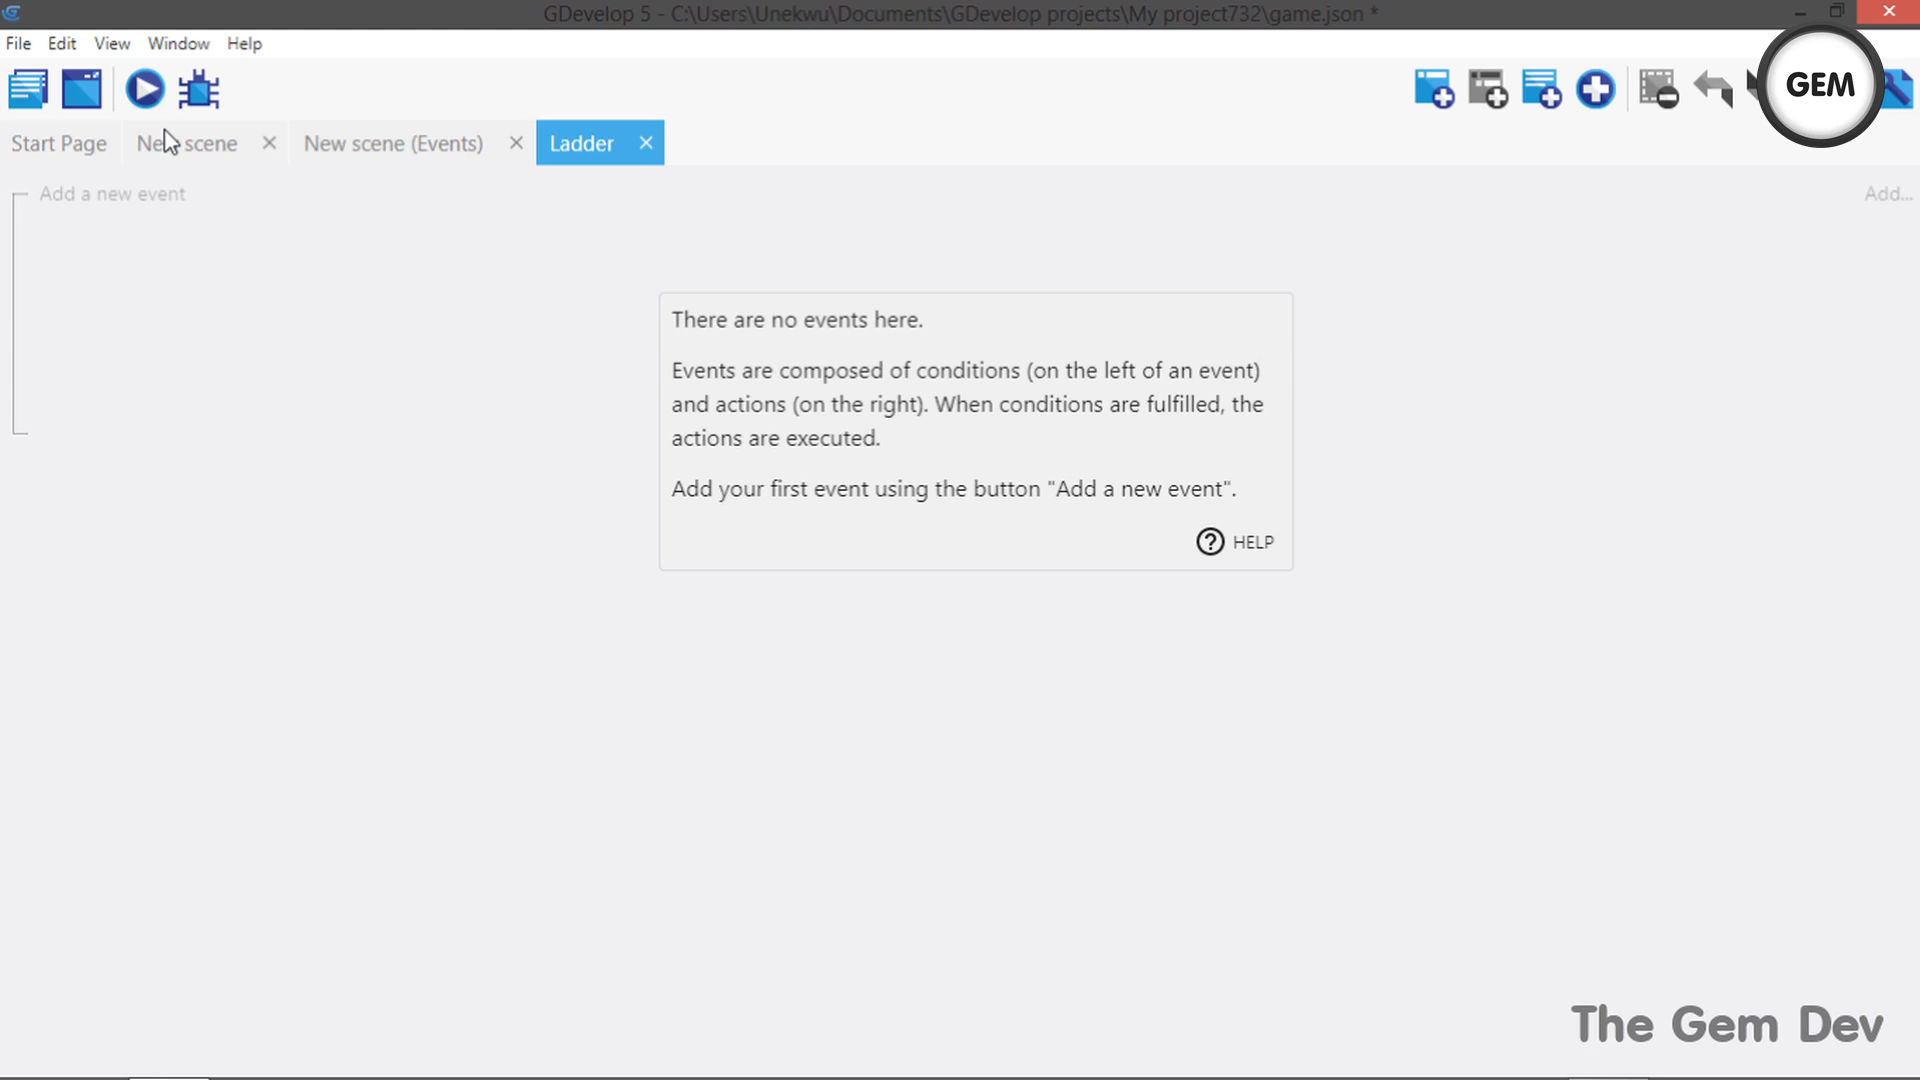 GDevelop 5 - C:\Users\Unekwu\Documents\GDevelop projects\My project732\game.json *
File Edit View Window Help
GEM
Start Page New scene New scene (Events) Ladder
Add a new event Add...
There are no events here.
Events are composed of conditions (on the left of an event)
and actions (on the right). When conditions are fulfilled, the
actions are executed.
Add your first event using the button "Add a new event".
HELP
The Gem Dev